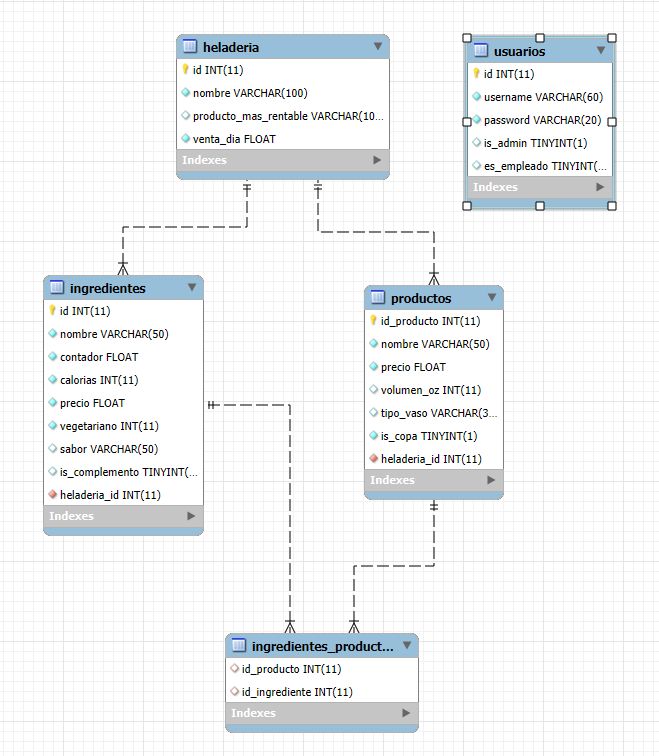 heladeria
id INT(11)
nombre VARCHAR(100)
producto_mas_rentable VARCHAR(10...
venta_dia FLOAT
Indexes
usuarios
id INT(11)
username VARCHAR(60)
password VARCHAR(20)
is_admin TINYINT(1)
es_empleado TINYINT(...
Indexes
ingredientes
id INT(11)
nombre VARCHAR(50)
contador FLOAT
calorias INT(11)
precio FLOAT
vegetariano INT(11)
sabor VARCHAR(50)
is_complemento TINYINT(...
heladeria_id INT(11)
Indexes
productos
id_producto INT(11)
nombre VARCHAR(50)
precio FLOAT
volumen_oz INT(11)
tipo_vaso VARCHAR(3...
is_copa TINYINT(1)
heladeria_id INT(11)
Indexes
ingredientes_product...
id_producto INT(11)
id_ingrediente INT(11)
Indexes